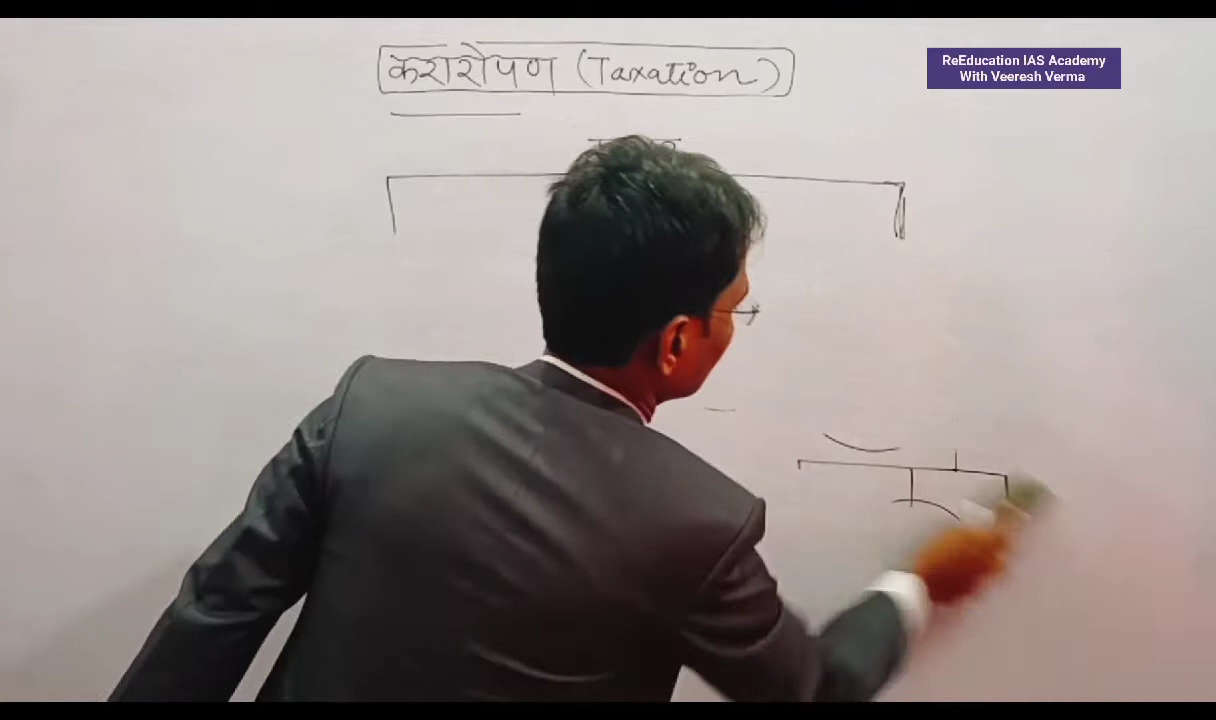 करारोपण (Taxation)
ReEducation IAS Academy
With Veeresh Verma